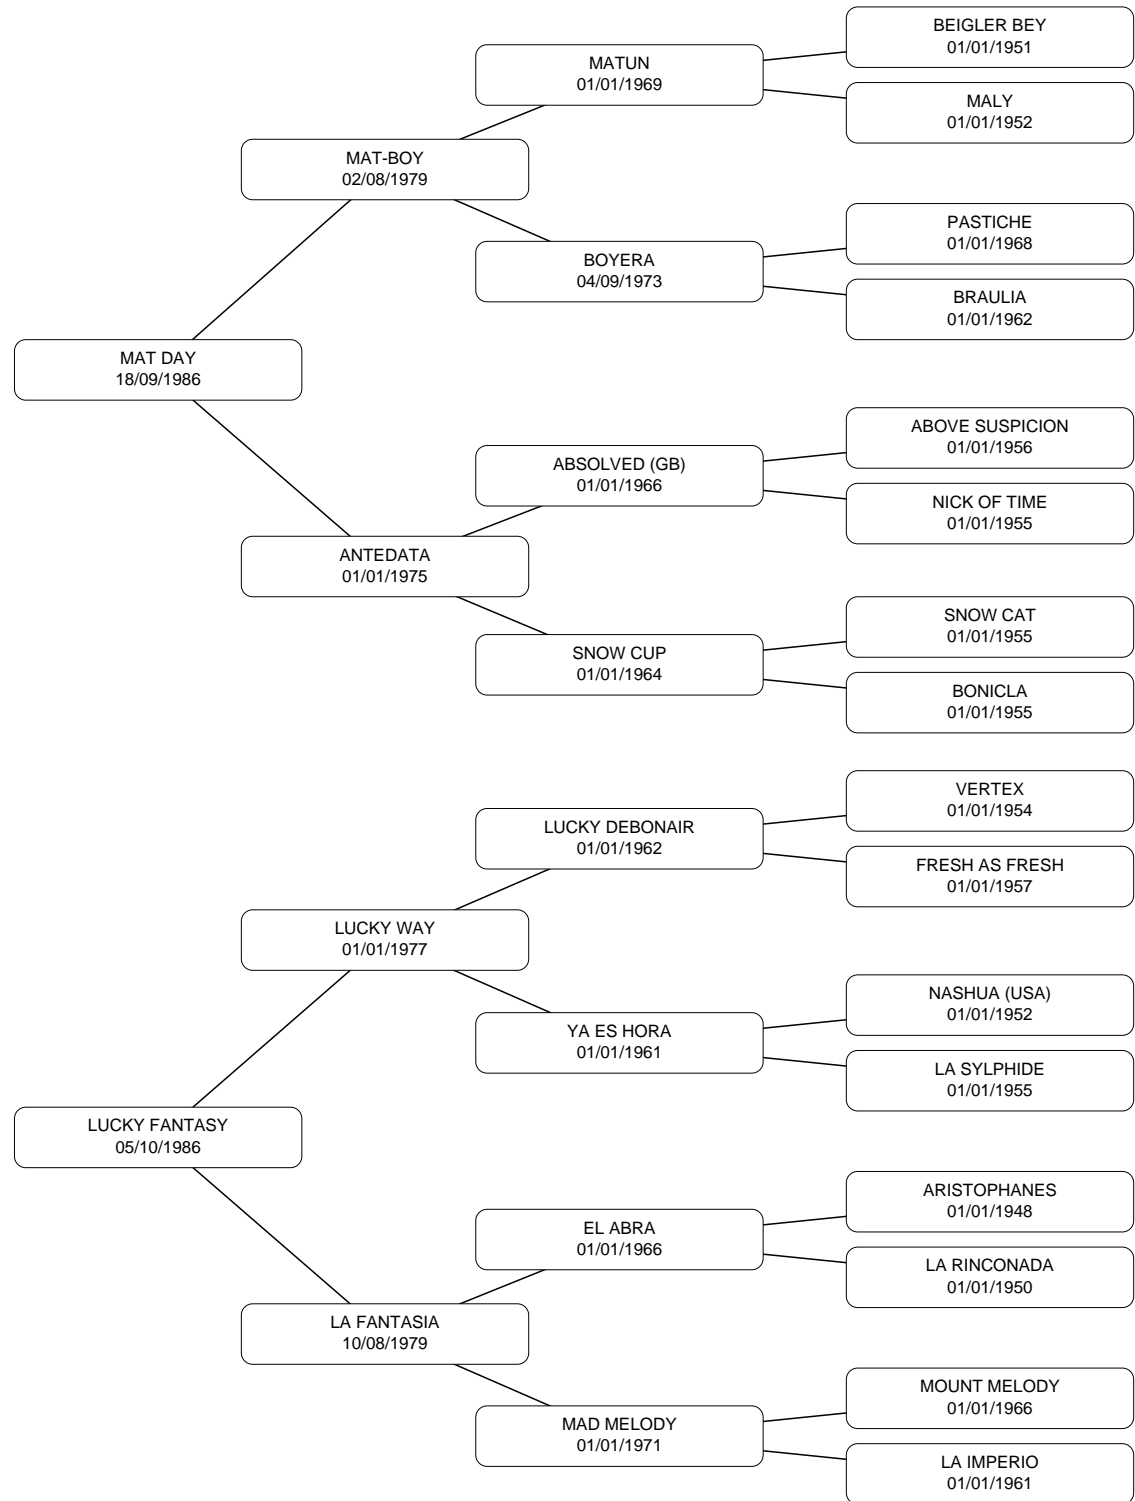 BEIGLER BEY
01/01/1951
MATUN
01/01/1969
MALY
01/01/1952
MAT-BOY
02/08/1979
PASTICHE
01/01/1968
BOYERA
04/09/1973
BRAULIA
01/01/1962
MAT DAY
18/09/1986
ABOVE SUSPICION
01/01/1956
ABSOLVED (GB)
01/01/1966
NICK OF TIME
01/01/1955
ANTEDATA
01/01/1975
SNOW CAT
01/01/1955
SNOW CUP
01/01/1964
BONICLA
01/01/1955
VERTEX
01/01/1954
LUCKY DEBONAIR
01/01/1962
FRESH AS FRESH
01/01/1957
LUCKY WAY
01/01/1977
NASHUA (USA)
01/01/1952
YA ES HORA
01/01/1961
LA SYLPHIDE
01/01/1955
LUCKY FANTASY
05/10/1986
ARISTOPHANES
01/01/1948
EL ABRA
01/01/1966
LA RINCONADA
01/01/1950
LA FANTASIA
10/08/1979
MOUNT MELODY
01/01/1966
MAD MELODY
01/01/1971
LA IMPERIO
01/01/1961